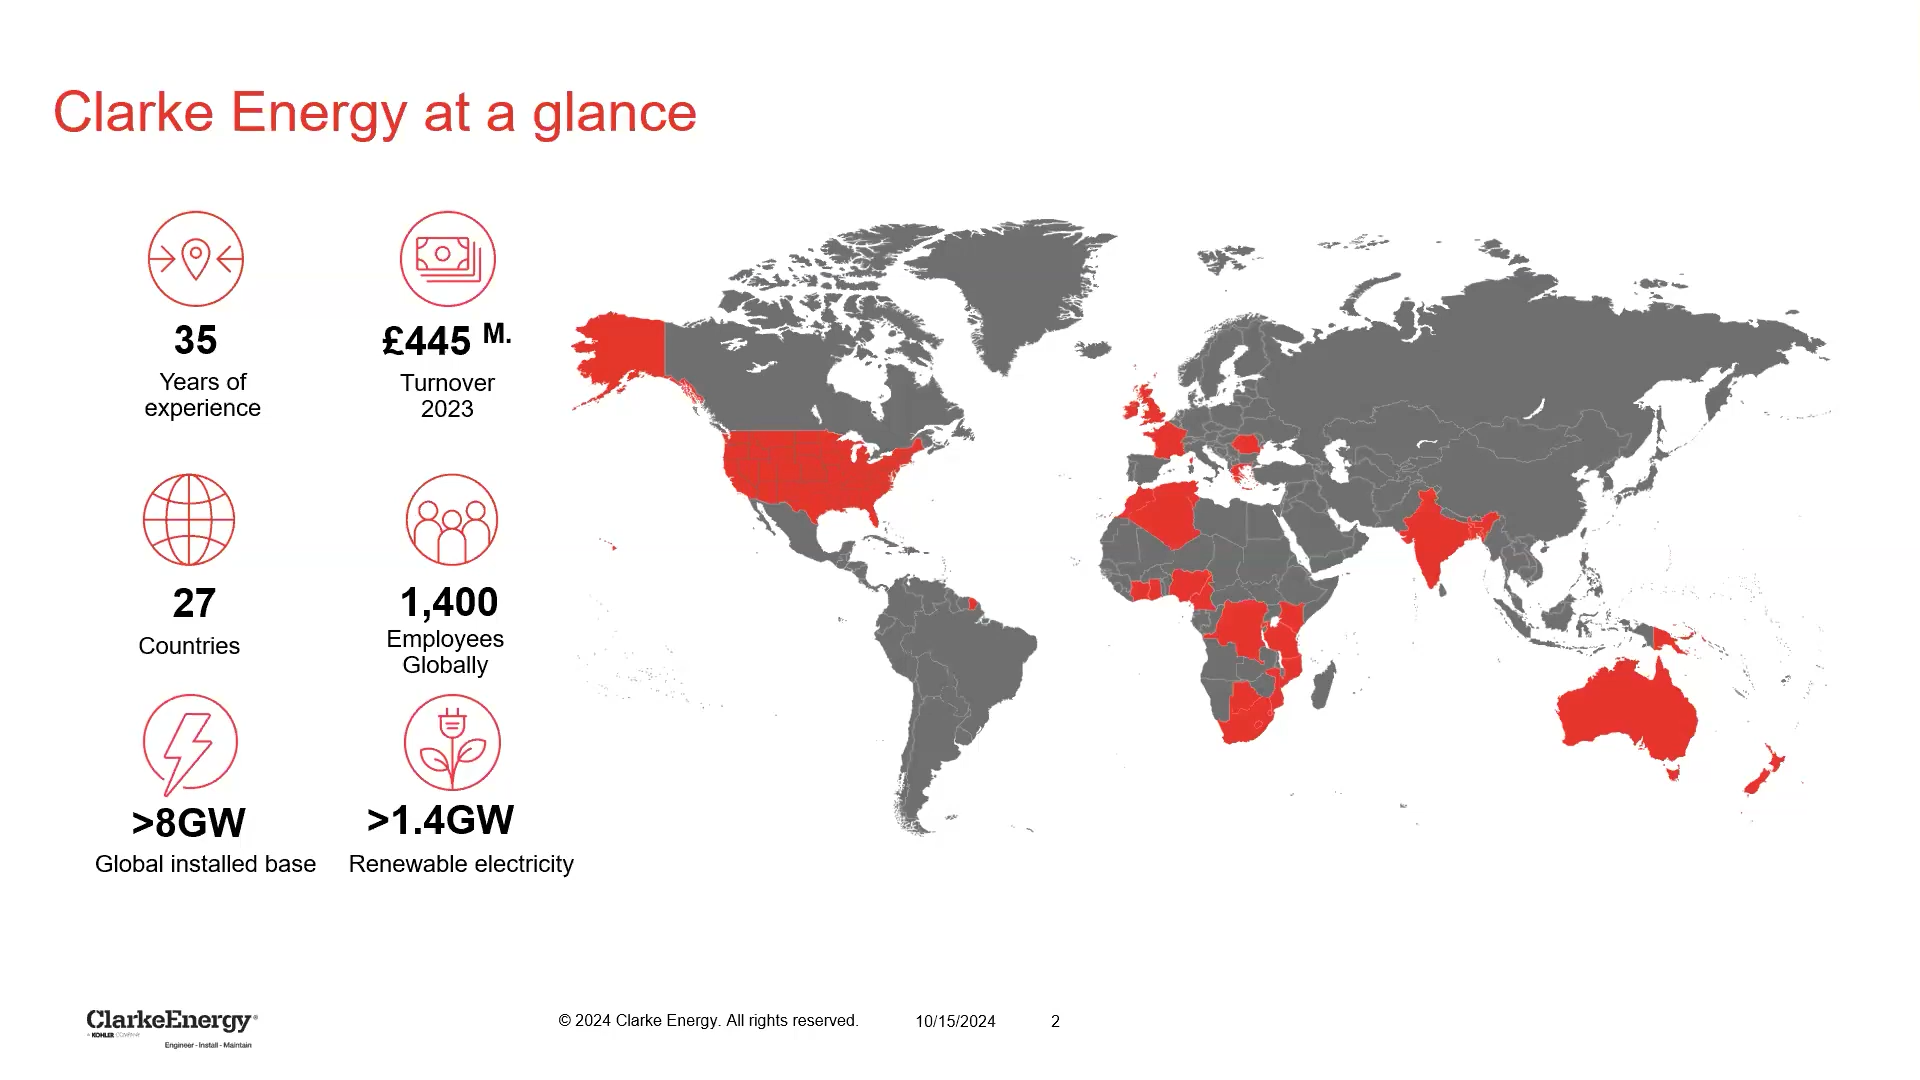 Clarke Energy at a glance
35
Years of
experience
£445 M.
Turnover
2023
27
Countries
1,400
Employees
Globally
>8GW
Global installed base
>1.4GW
Renewable electricity
ClarkeEnergy®
A KOHLER COMPANY
Engineer - Install - Maintain
© 2024 Clarke Energy. All rights reserved.
10/15/2024
2